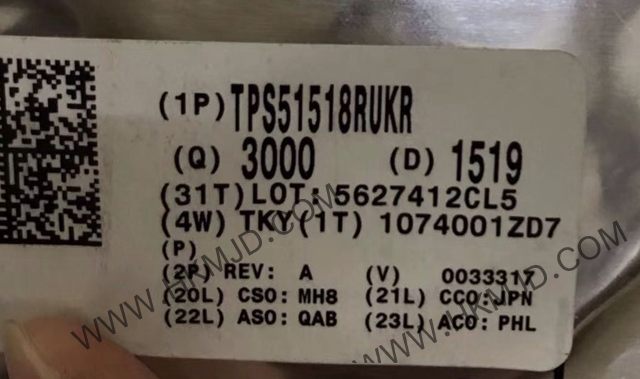 (1P) TPS51518RUKR
(Q) 3000 (D) 1519
(31T) LOT: 5627412CL5
(4W) TKY (1T) 1074001ZD7
(P)
(2P) REV: A (V) 0033317
(20L) CSO: MH8 (21L) CCO: JPN
(22L) ASO: QAB (23L) ACO: PHL
WWW.HKMJD.COM
WWW.HKMJD.COM